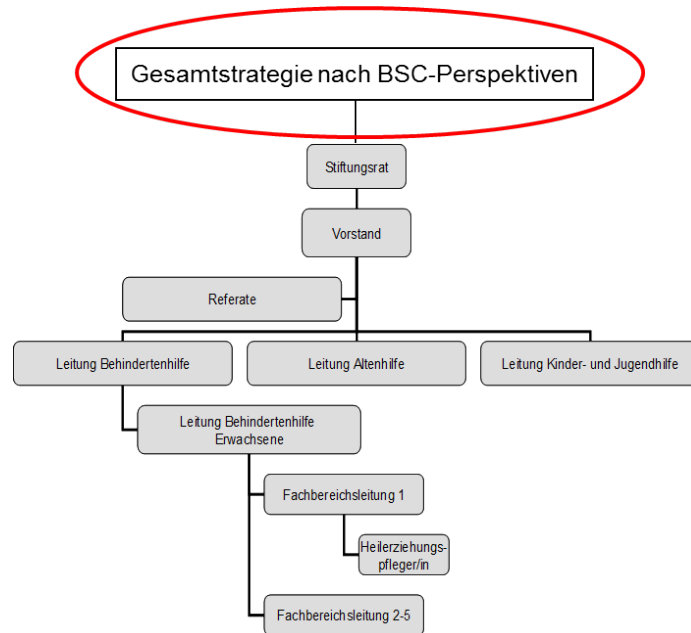 Gesamtstrategie nach BSC-Perspektiven
Stiftungsrat
Vorstand
Referate
Leitung Behindertenhilfe
Leitung Altenhilfe
Leitung Kinder- und Jugendhilfe
Leitung Behindertenhilfe
Erwachsene
Fachbereichsleitung 1
Heilerziehungs-
pfleger/in
Fachbereichsleitung 2-5